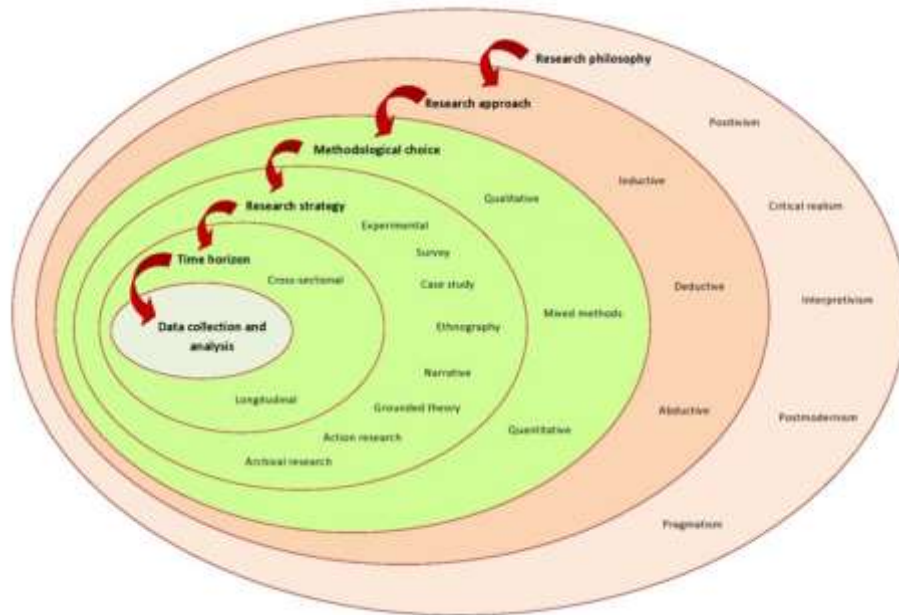 Research philosophy
Research approach
Positivism
Methodological choice
Inductive
Qualitative
Research strategy
Critical realism
Experimental
Survey
Time horizon
Cross-sectional
Case study
Deductive
Interpretivism
Mixed methods
Ethnography
Data collection and
analysis
Narrative
Longitudinal
Grounded theory
Abductive
Postmodernism
Quantitative
Action research
Archival research
Pragmatism